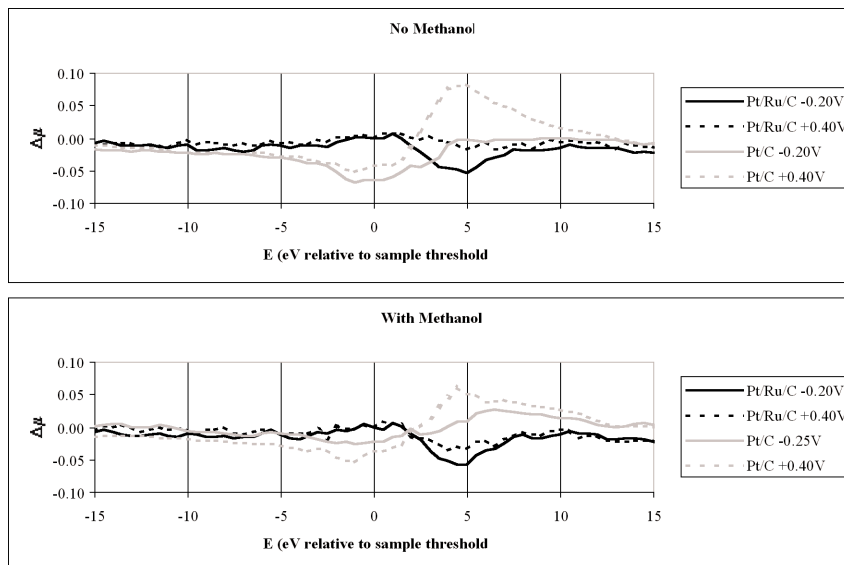 No Methanol
0.10
0.05
0.00
-0.05
-0.10
Δμ
-15 -10 -5 0 5 10 15
E (eV relative to sample threshold
Pt/Ru/C -0.20V
Pt/Ru/C +0.40V
Pt/C -0.20V
Pt/C +0.40V
With Methanol
0.10
0.05
0.00
-0.05
-0.10
Δμ
-15 -10 -5 0 5 10 15
E (eV relative to sample threshold
Pt/Ru/C -0.20V
Pt/Ru/C +0.40V
Pt/C -0.25V
Pt/C +0.40V